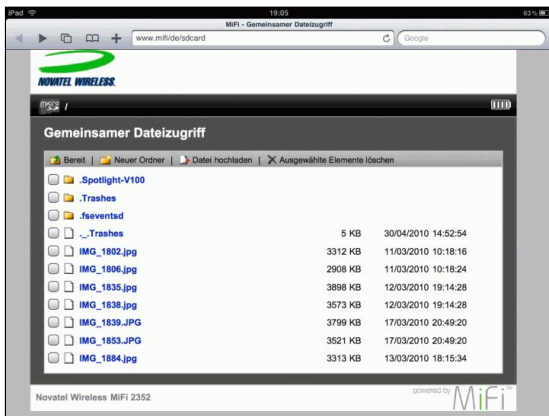 iPad 19:05 63%
MiFi - Gemeinsamer Dateizugriff
www.mifi/de/sdcard Google
NOVATEL WIRELESS.
micro SD /
Gemeinsamer Dateizugriff
Bereit | Neuer Ordner | Datei hochladen | Ausgewählte Elemente löschen
.Spotlight-V100
.Trashes
.fseventsd
._.Trashes 5 KB 30/04/2010 14:52:54
IMG_1802.jpg 3312 KB 11/03/2010 10:18:16
IMG_1806.jpg 2908 KB 11/03/2010 10:18:24
IMG_1835.jpg 3898 KB 12/03/2010 19:14:28
IMG_1838.jpg 3573 KB 12/03/2010 19:14:28
IMG_1839.JPG 3799 KB 17/03/2010 20:49:20
IMG_1853.JPG 3521 KB 17/03/2010 20:49:20
IMG_1884.jpg 3313 KB 13/03/2010 18:15:34
Novatel Wireless MiFi 2352 powered by MiFi™